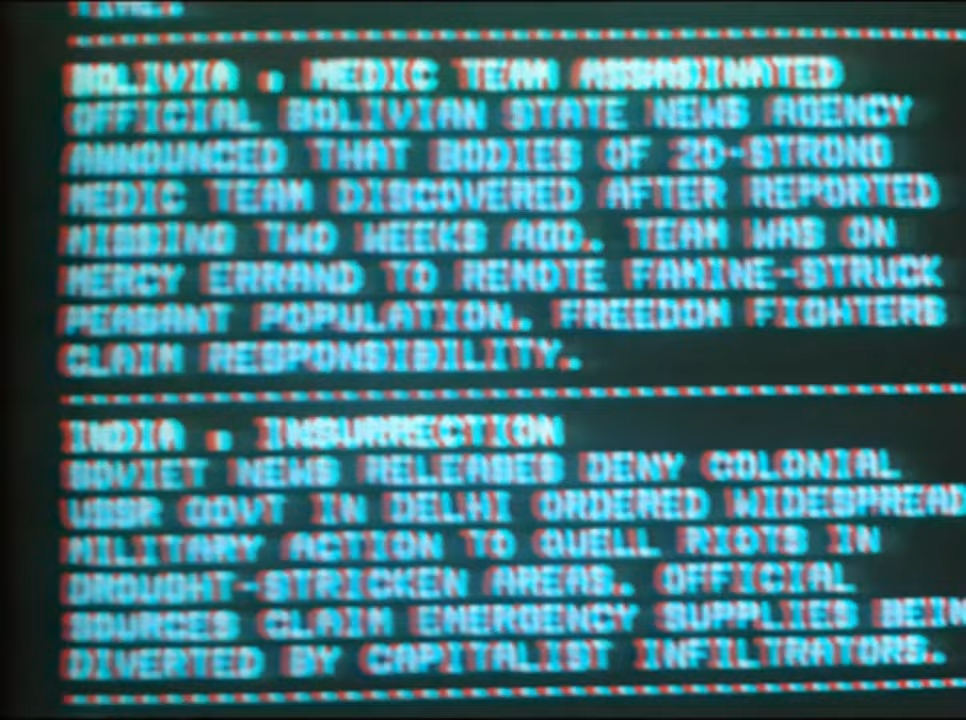 BOLIVIA : MEDIC TEAM ASSASSINATED
OFFICIAL BOLIVIAN STATE NEWS AGENCY
ANNOUNCED THAT BODIES OF 20-STRONG
MEDIC TEAM DISCOVERED AFTER REPORTED
MISSING TWO WEEKS AGO. TEAM WAS ON
MERCY ERRAND TO REMOTE FAMINE-STRUCK
PEASANT POPULATION. FREEDOM FIGHTERS
CLAIM RESPONSIBILITY.
INDIA : INSURRECTION
SOVIET NEWS RELEASES DENY COLONIAL
USSR GOVT IN DELHI ORDERED WIDESPREAD
MILITARY ACTION TO QUELL RIOTS IN
DROUGHT-STRICKEN AREAS. OFFICIAL
SOURCES CLAIM EMERGENCY SUPPLIES BEIN
DIVERTED BY CAPITALIST INFILTRATORS.